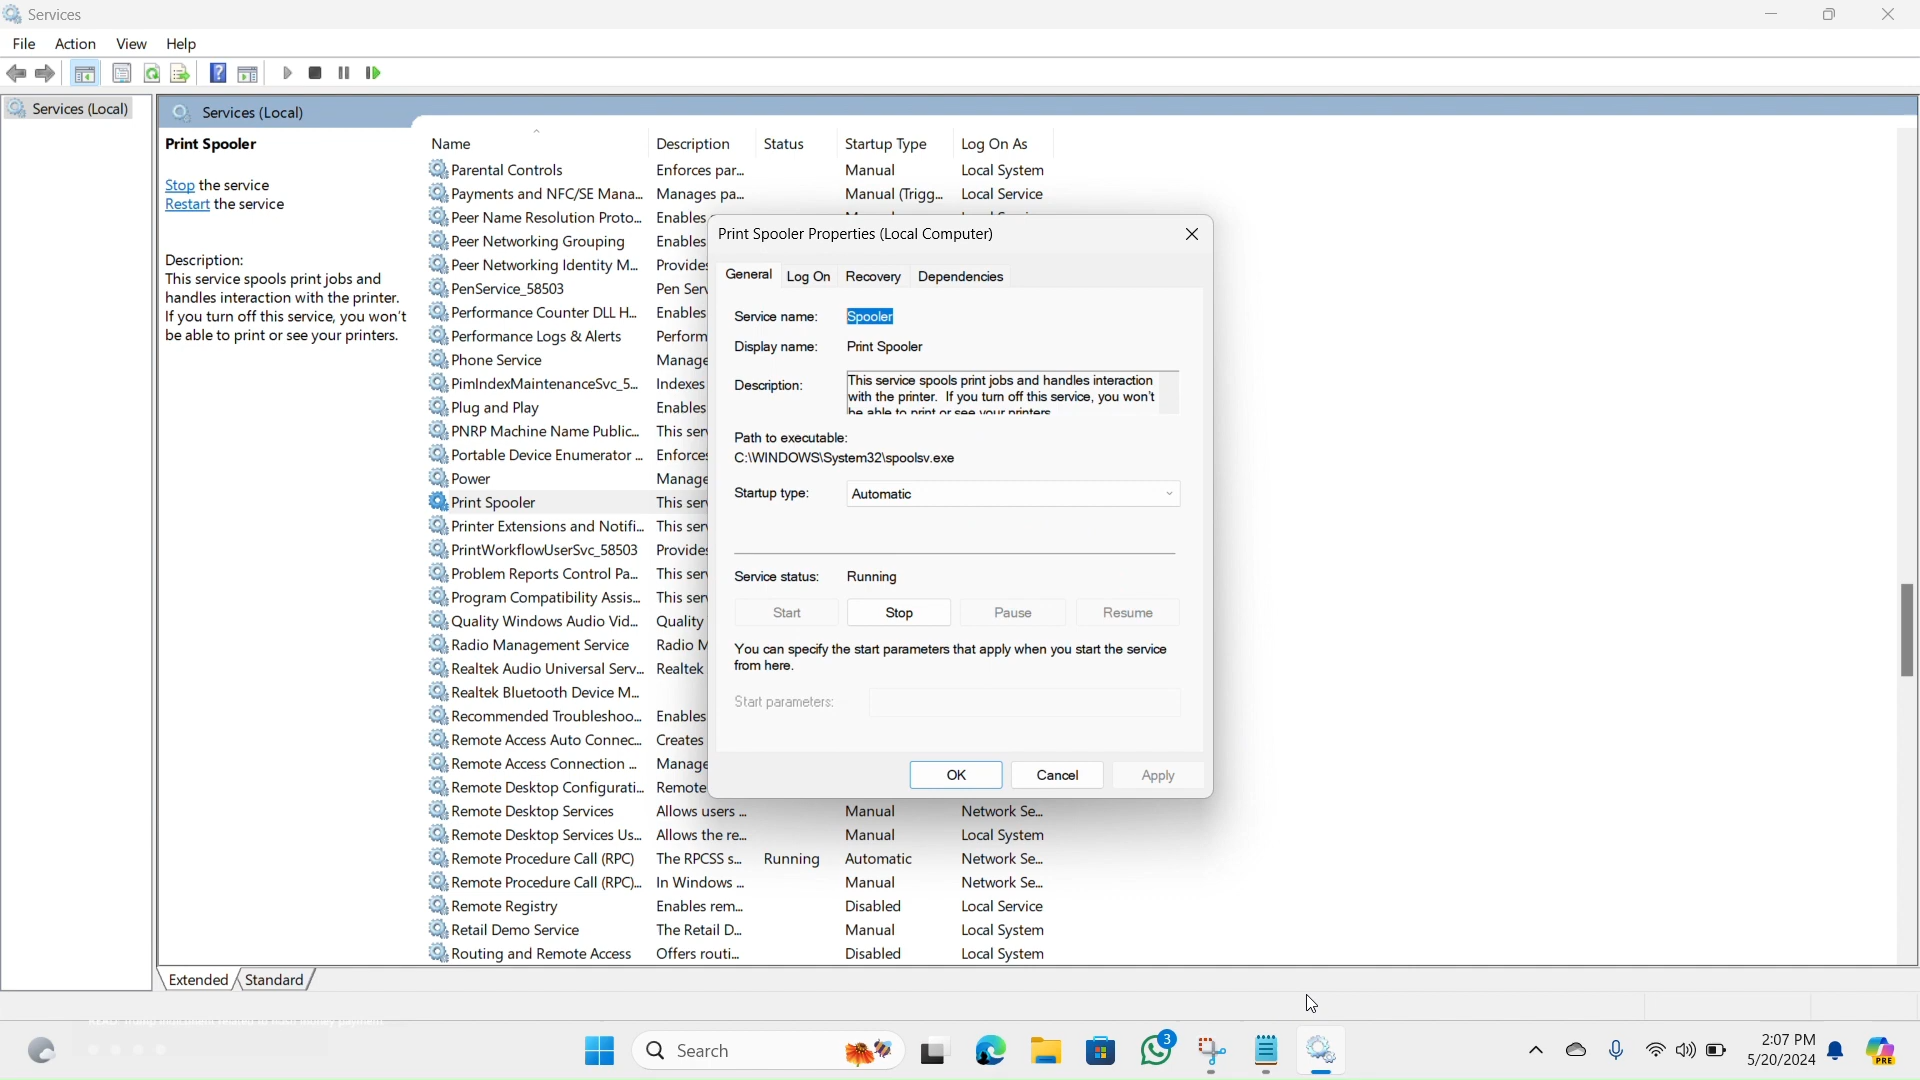 Services
File Action View Help
Services (Local)
Services (Local)
Print Spooler
Stop the service
Restart the service
Description:
This service spools print jobs and
handles interaction with the printer.
If you turn off this service, you won't
be able to print or see your printers.
Name Description Status Startup Type Log On As
Parental Controls Enforces par... Manual Local System
Payments and NFC/SE Mana... Manages pa... Manual (Trigg... Local Service
Peer Name Resolution Proto... Enables
Peer Networking Grouping Enables
Peer Networking Identity M... Provides
PenService_58503 Pen Serv
Performance Counter DLL H... Enables
Performance Logs & Alerts Perform
Phone Service Manage
PimIndexMaintenanceSvc_5... Indexes
Plug and Play Enables
PNRP Machine Name Public... This serv
Portable Device Enumerator ... Enforces
Power Manage
Print Spooler This serv
Printer Extensions and Notifi... This serv
PrintWorkflowUserSvc_58503 Provides
Problem Reports Control Pa... This serv
Program Compatibility Assis... This serv
Quality Windows Audio Vid... Quality
Radio Management Service Radio M
Realtek Audio Universal Serv... Realtek
Realtek Bluetooth Device M...
Recommended Troubleshoo... Enables
Remote Access Auto Connec... Creates
Remote Access Connection ... Manage
Remote Desktop Configurati... Remote
Remote Desktop Services Allows users ... Manual Network Se...
Remote Desktop Services Us... Allows the re... Manual Local System
Remote Procedure Call (RPC) The RPCSS s... Running Automatic Network Se...
Remote Procedure Call (RPC)... In Windows ... Manual Network Se...
Remote Registry Enables rem... Disabled Local Service
Retail Demo Service The Retail D... Manual Local System
Routing and Remote Access Offers routi... Disabled Local System
Print Spooler Properties (Local Computer)
General Log On Recovery Dependencies
Service name: Spooler
Display name: Print Spooler
Description: This service spools print jobs and handles interaction
with the printer. If you turn off this service, you won't
be able to print or see your printers
Path to executable:
C:\WINDOWS\System32\spoolsv.exe
Startup type: Automatic
Service status: Running
Start Stop Pause Resume
You can specify the start parameters that apply when you start the service
from here.
Start parameters:
OK Cancel Apply
Extended Standard
Search
3
2:07 PM
5/20/2024
PRE